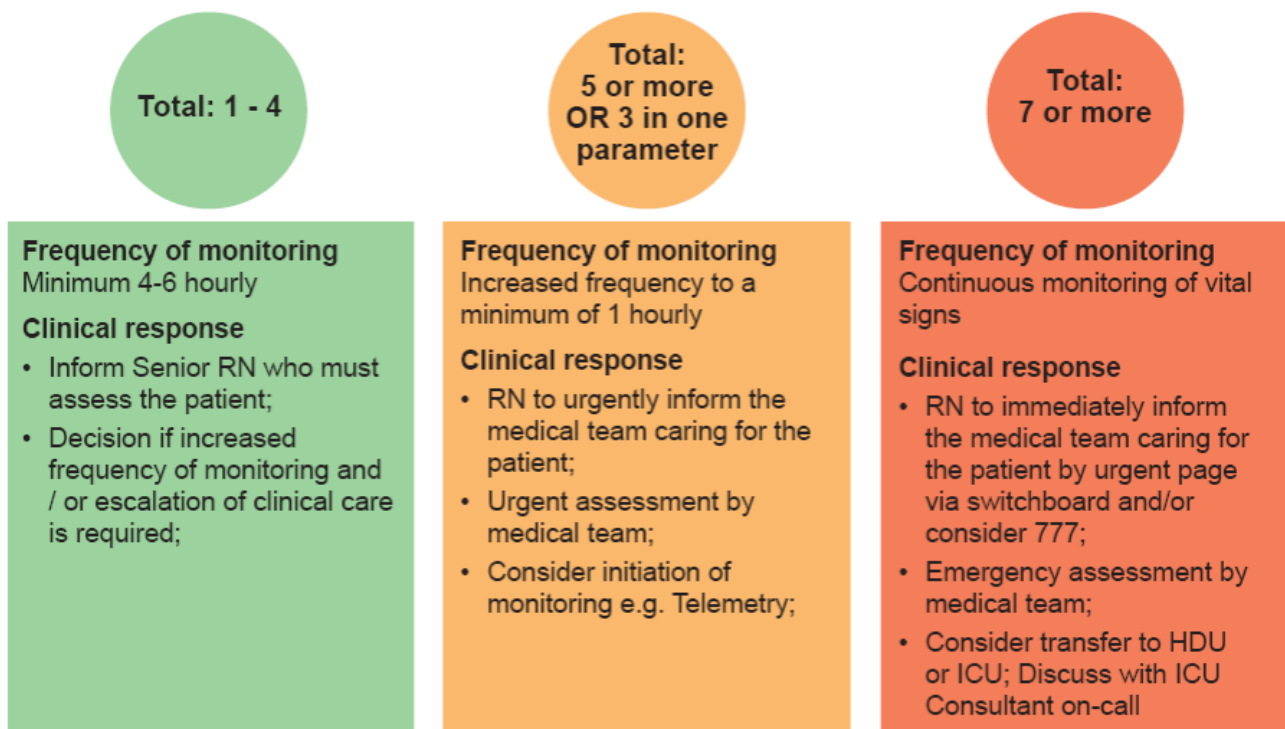 Total: 1 - 4
Total:
5 or more
OR 3 in one
parameter
Total:
7 or more
Frequency of monitoring
Minimum 4-6 hourly
Clinical response
• Inform Senior RN who must
assess the patient;
• Decision if increased
frequency of monitoring and
/ or escalation of clinical care
is required;
Frequency of monitoring
Increased frequency to a
minimum of 1 hourly
Clinical response
• RN to urgently inform the
medical team caring for the
patient;
• Urgent assessment by
medical team;
• Consider initiation of
monitoring e.g. Telemetry;
Frequency of monitoring
Continuous monitoring of vital
signs
Clinical response
• RN to immediately inform
the medical team caring for
the patient by urgent page
via switchboard and/or
consider 777;
• Emergency assessment by
medical team;
• Consider transfer to HDU
or ICU; Discuss with ICU
Consultant on-call